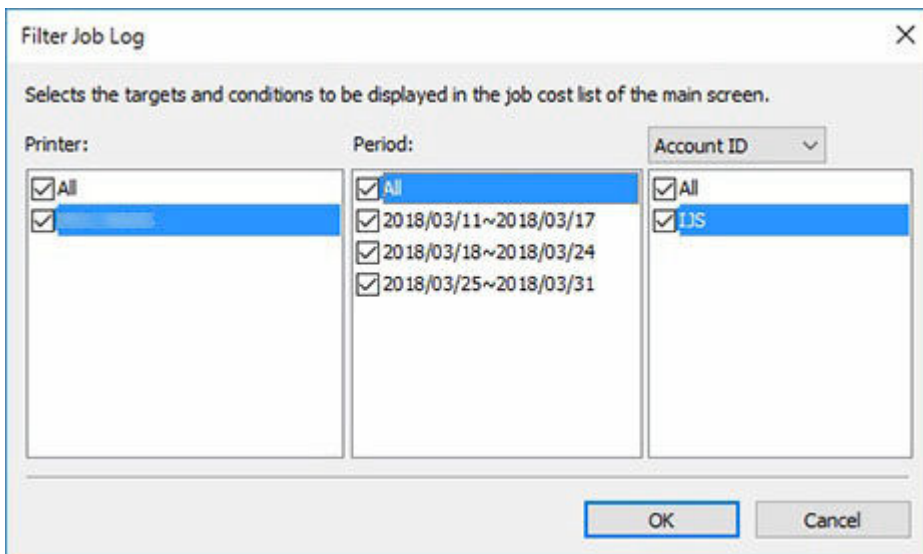 Filter Job Log
Selects the targets and conditions to be displayed in the job cost list of the main screen.
Printer:
All
Period:
All
2018/03/11~2018/03/17
2018/03/18~2018/03/24
2018/03/25~2018/03/31
Account ID
All
IJS
OK
Cancel